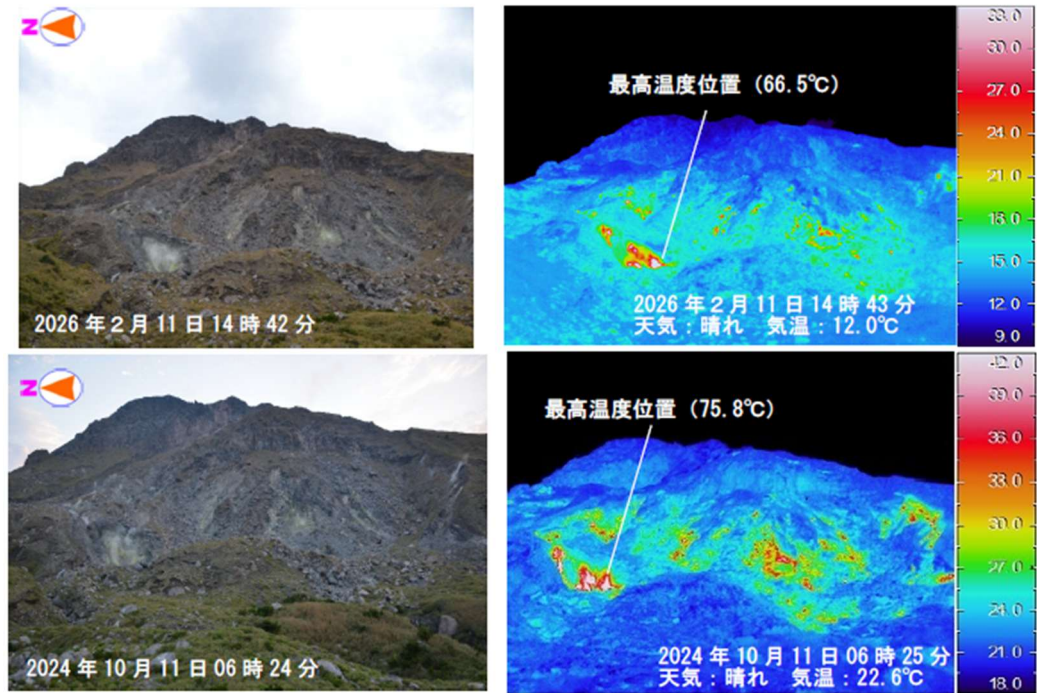 N
2026年2月11日14時42分
最高温度位置（66.5℃）
2026年2月11日14時43分
天気：晴れ　気温：12.0℃
33.0
30.0
27.0
24.0
21.0
18.0
15.0
12.0
9.0
N
2024年10月11日06時24分
最高温度位置（75.8℃）
2024年10月11日06時25分
天気：晴れ　気温：22.6℃
42.0
39.0
36.0
33.0
30.0
27.0
24.0
21.0
18.0